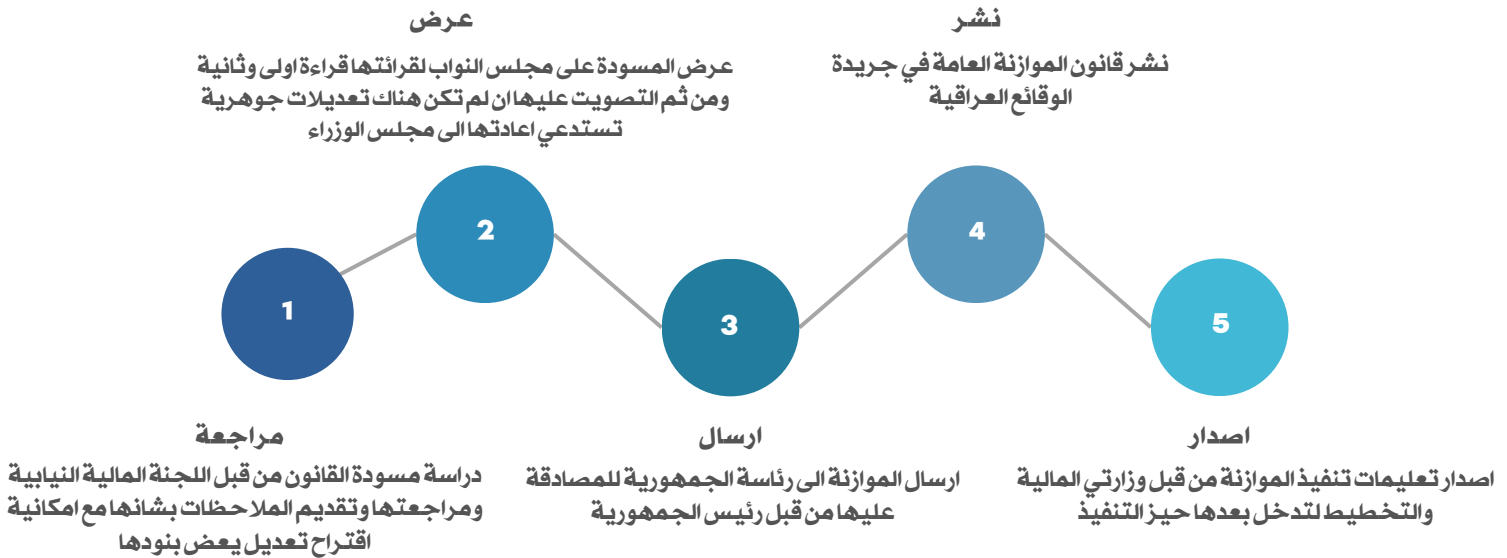 1
مراجعة
دراسة مسودة القانون من قبل اللجنة المالية النيابية
ومراجعتها وتقديم الملاحظات بشانها مع امكانية
اقتراح تعديل يعض بنودها
2
عرض
عرض المسودة على مجلس النواب لقرائتها قراءة اولى وثانية
ومن ثم التصويت عليها ان لم تكن هناك تعديلات جوهرية
تستدعي اعادتها الى مجلس الوزراء
3
ارسال
ارسال الموازنة الى رئاسة الجمهورية للمصادقة
عليها من قبل رئيس الجمهورية
4
نشر
نشر قانون الموازنة العامة في جريدة
الوقائع العراقية
5
اصدار
اصدار تعليمات تنفيذ الموازنة من قبل وزارتي المالية
والتخطيط لتدخل بعدها حيز التنفيذ